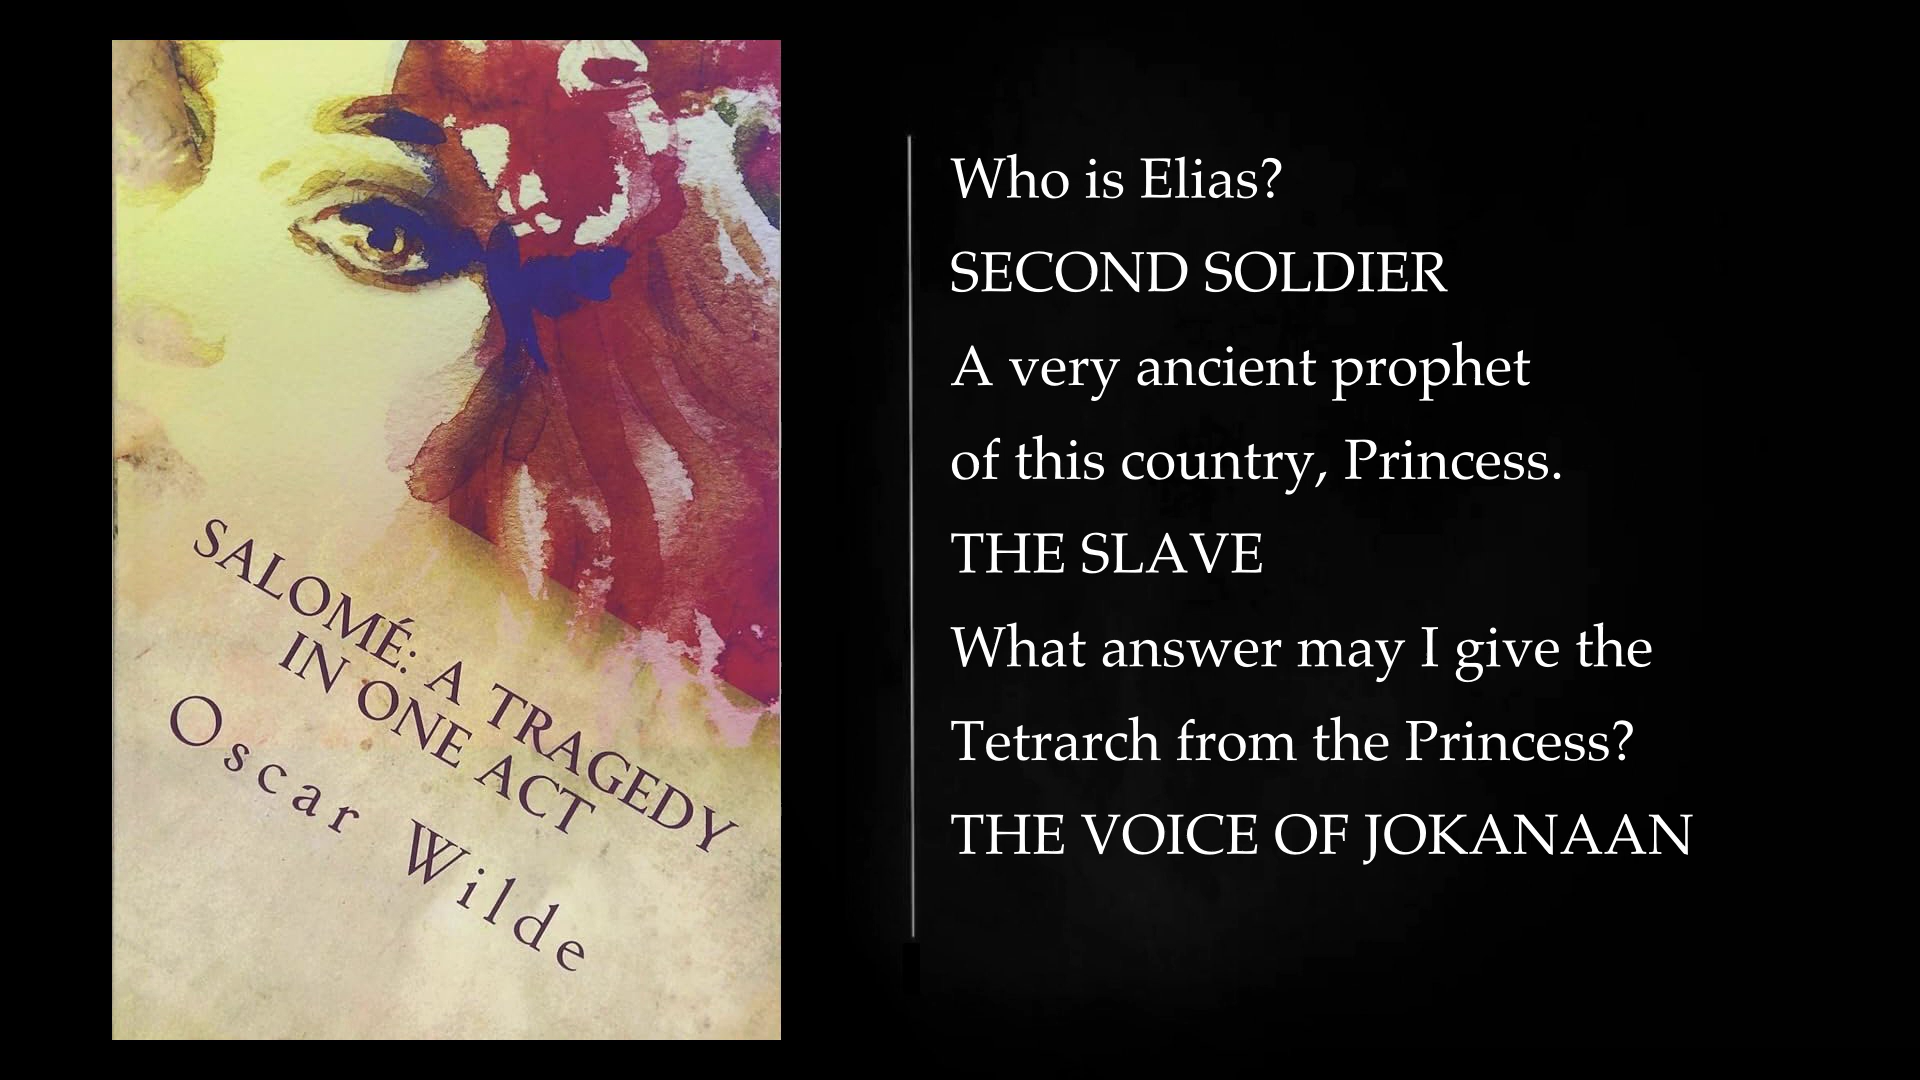 SALOMÉ: A TRAGEDY
IN ONE ACT
Oscar Wilde
Who is Elias?
SECOND SOLDIER
A very ancient prophet
of this country, Princess.
THE SLAVE
What answer may I give the
Tetrarch from the Princess?
THE VOICE OF JOKANAAN